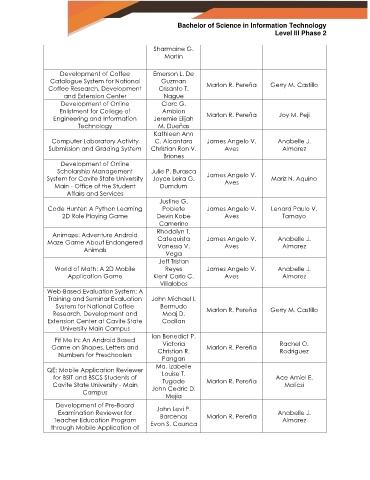 Bachelor of Science in Information Technology
Level III Phase 2
Sharmaine G.
Martin
Development of Coffee
Catalogue System for National
Coffee Research, Development
and Extension Center
Emerson L. De
Guzman
Crisanto T.
Nague
Marlon R. Pereña
Gerry M. Castillo
Development of Online
Enlistment for College of
Engineering and Information
Technology
Clarc G.
Ambion
Jeremie Elijah
M. Dueñas
Marlon R. Pereña
Joy M. Peji
Computer Laboratory Activity
Submission and Grading System
Kathleen Ann
C. Alcantara
Christian Ron V.
Briones
James Angelo V.
Aves
Anabelle J.
Almarez
Development of Online
Scholarship Management
System for Cavite State University
Main - Office of the Student
Affairs and Services
Julie P. Burasca
Joyce Leira G.
Dumdum
James Angelo V.
Aves
Mariz N. Aquino
Code Hunter: A Python Learning
2D Role Playing Game
Justine G.
Poblete
Devin Kobe
Camerino
James Angelo V.
Aves
Lenard Paulo V.
Tamayo
Animaze: Adventure Android
Maze Game About Endangered
Animals
Rhodalyn T.
Catequista
Vanessa V.
Vega
James Angelo V.
Aves
Anabelle J.
Almarez
World of Math: A 2D Mobile
Application Game
Jeff Tristan
Reyes
Kient Carlo C.
Villalobos
James Angelo V.
Aves
Anabelle J.
Almarez
Web-Based Evaluation System: A
Training and Seminar Evaluation
System for National Coffee
Research, Development and
Extension Center at Cavite State
University Main Campus
John Michael I.
Bermudo
Moaj D.
Codilan
Marlon R. Pereña
Gerry M. Castillo
Fit Me In: An Android Based
Game on Shapes, Letters and
Numbers for Preschoolers
Ian Benedict P.
Victoria
Christian R.
Pangan
Marlon R. Pereña
Rachel O.
Rodriguez
QE: Mobile Application Reviewer
for BSIT and BSCS Students of
Cavite State University - Main
Campus
Ma. Izabelle
Louise T.
Tugade
John Cedric D.
Mejia
Marlon R. Pereña
Ace Amiel E.
Malicsi
Development of Pre-Board
Examination Reviewer for
Teacher Education Program
through Mobile Application of
John Levi P.
Barcenas
Evon S. Caunca
Marlon R. Pereña
Anabelle J.
Almarez